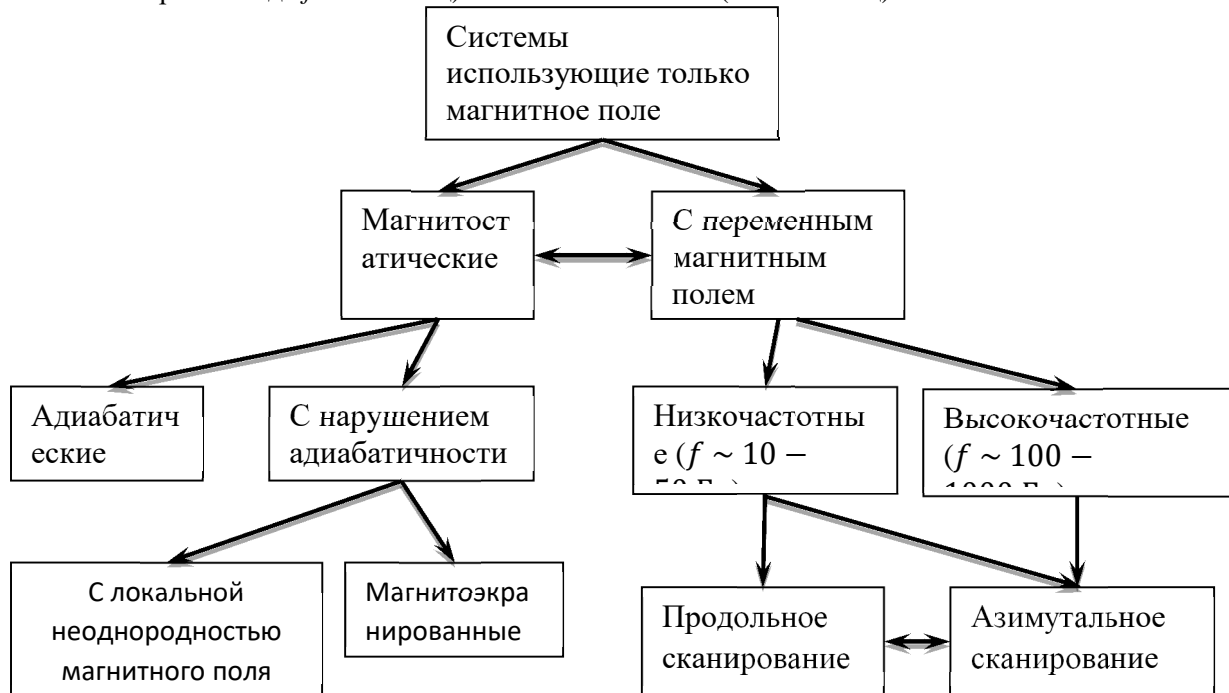 Системы
использующие только
магнитное поле
Магнитост
атические
С переменным
магнитным
полем
Адиабатич
еские
С нарушением
адиабатичности
Низкочастотны
е (f ~ 10 −
Высокочастотные
(f ~ 100 −
С локальной
неоднородностью
магнитного поля
Магнитоэкра
нированные
Продольное
сканирование
Азимутальное
сканирование